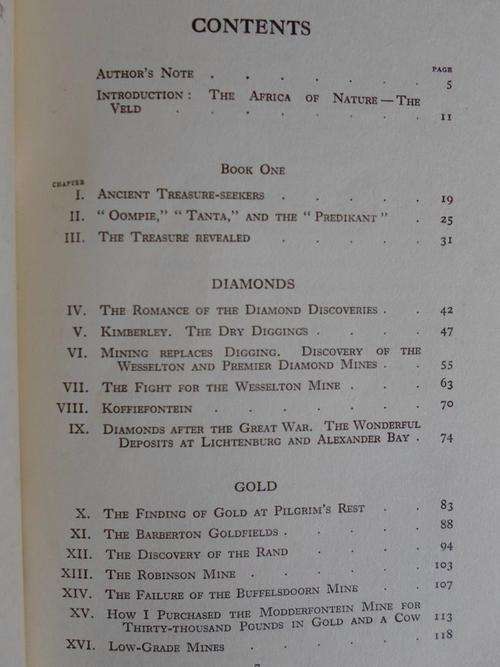 CONTENTS
PAGE
AUTHOR'S NOTE . . . . . . 5
INTRODUCTION: THE AFRICA OF NATURE—THE
VELD . . . . . . . 11
BOOK ONE
CHAPTER
I. ANCIENT TREASURE-SEEKERS . . . . 19
II. "OOMPIE," "TANTA," AND THE "PREDIKANT" . 25
III. THE TREASURE REVEALED . . . . 31
DIAMONDS
IV. THE ROMANCE OF THE DIAMOND DISCOVERIES . . 42
V. KIMBERLEY. THE DRY DIGGINGS . . . . 47
VI. MINING REPLACES DIGGING. DISCOVERY OF THE
WESSELTON AND PREMIER DIAMOND MINES . . 55
VII. THE FIGHT FOR THE WESSELTON MINE . . . 63
VIII. KOFFIEFONTEIN . . . . . . 70
IX. DIAMONDS AFTER THE GREAT WAR. THE WONDERFUL
DEPOSITS AT LICHTENBURG AND ALEXANDER BAY . 74
GOLD
X. THE FINDING OF GOLD AT PILGRIM'S REST . . 83
XI. THE BARBERTON GOLDFIELDS . . . . 88
XII. THE DISCOVERY OF THE RAND . . . . 94
XIII. THE ROBINSON MINE . . . . . 103
XIV. THE FAILURE OF THE BUFFELSDOORN MINE . . 107
XV. HOW I PURCHASED THE MODDERFONTEIN MINE FOR
THIRTY-THOUSAND POUNDS IN GOLD AND A COW 113
XVI. LOW-GRADE MINES . . . . . 118